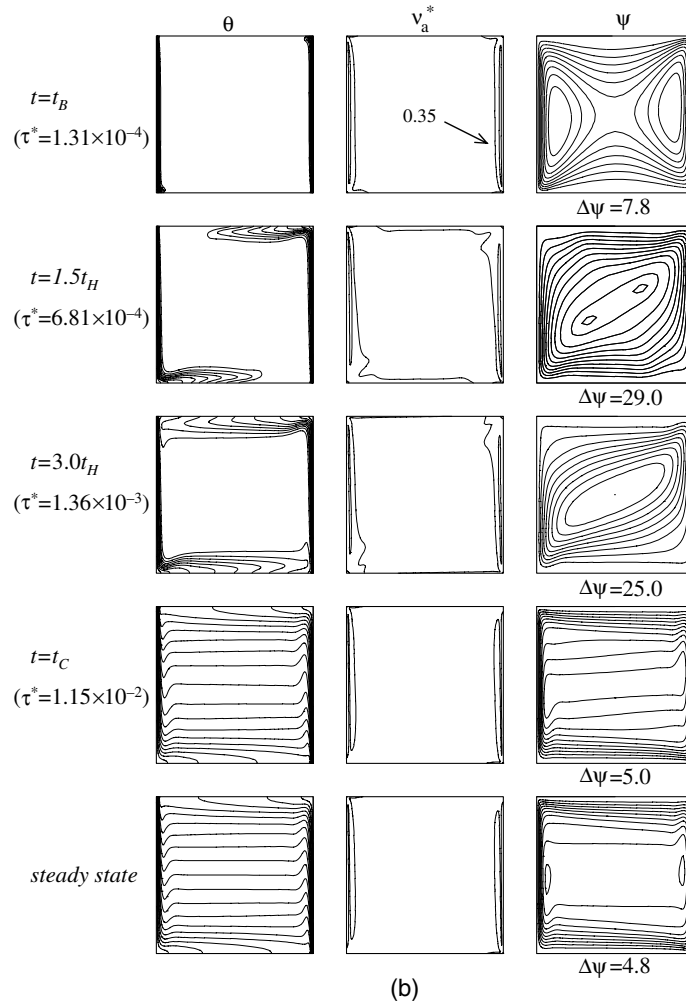 θ ν_a^* ψ
t=t_B
(τ*=1.31×10⁻⁴)
0.35
Δψ=7.8
t=1.5t_H
(τ*=6.81×10⁻⁴)
Δψ=29.0
t=3.0t_H
(τ*=1.36×10⁻³)
Δψ=25.0
t=t_C
(τ*=1.15×10⁻²)
Δψ=5.0
steady state
Δψ=4.8
(b)